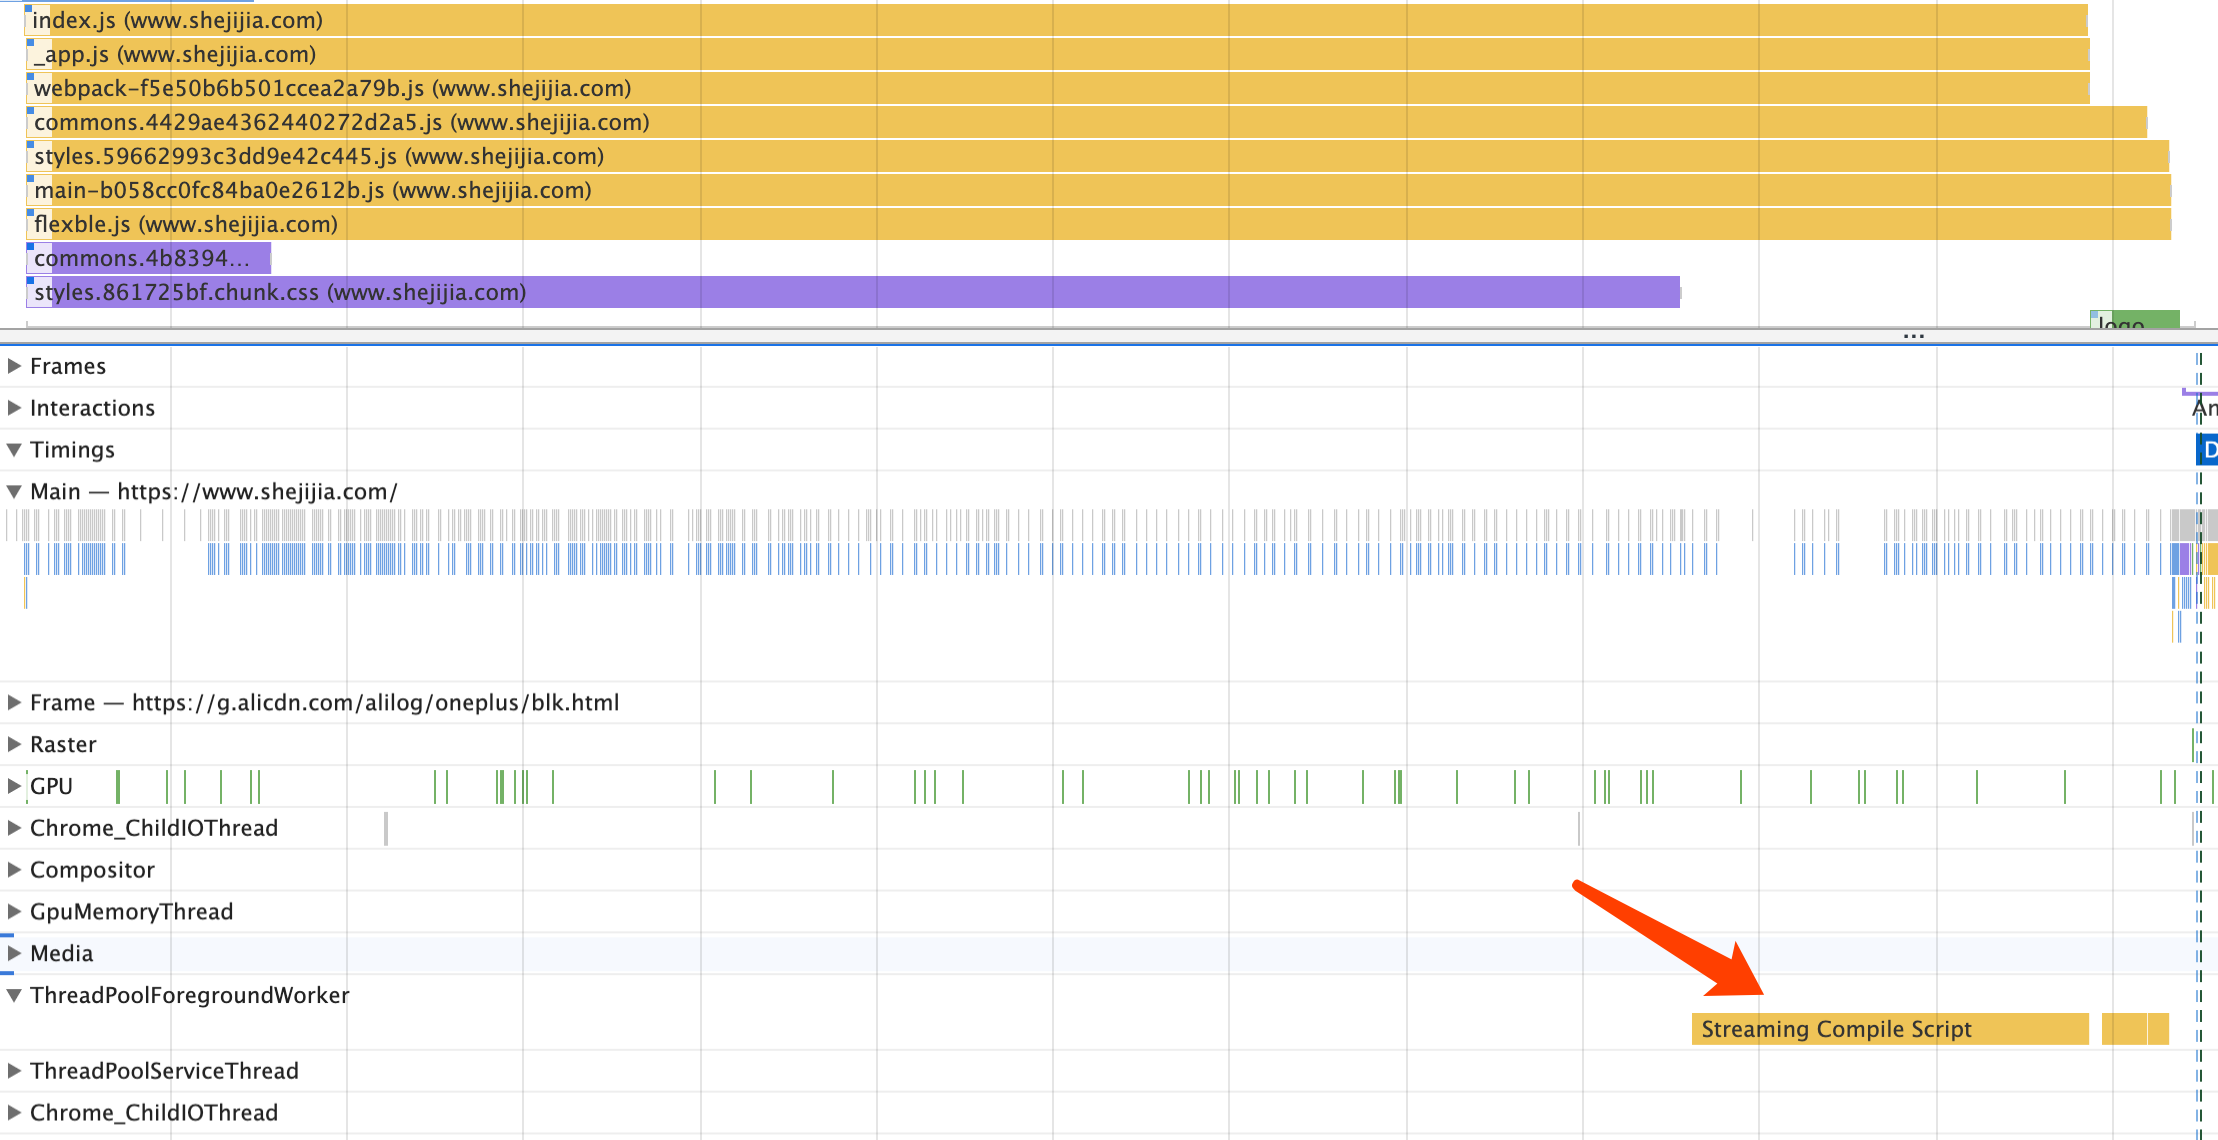 index.js (www.shejijia.com)
_app.js (www.shejijia.com)
webpack-f5e50b6b501ccea2a79b.js (www.shejijia.com)
commons.4429ae4362440272d2a5.js (www.shejijia.com)
styles.59662993c3dd9e42c445.js (www.shejijia.com)
main-b058cc0fc84ba0e2612b.js (www.shejijia.com)
flexble.js (www.shejijia.com)
commons.4b8394…
styles.861725bf.chunk.css (www.shejijia.com)
logo
...
Frames
Interactions
An
Timings
D
Main — https://www.shejijia.com/
Frame — https://g.alicdn.com/alilog/oneplus/blk.html
Raster
GPU
Chrome_ChildIOThread
Compositor
GpuMemoryThread
Media
ThreadPoolForegroundWorker
Streaming Compile Script
ThreadPoolServiceThread
Chrome_ChildIOThread